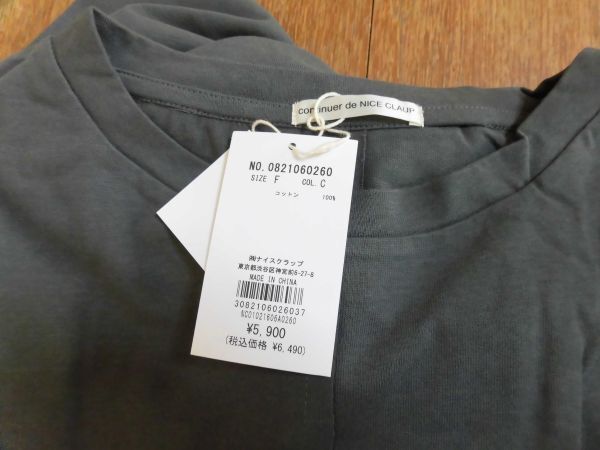 continuer de NICE CLAUP
NO.0821060260
SIZE F COL.C
コットン 100%
㈱ナイスクラップ
東京都渋谷区神宮前6-27-8
MADE IN CHINA
3082106026037
NC01021606A0260
¥5,900
(税込価格 ¥6,490)